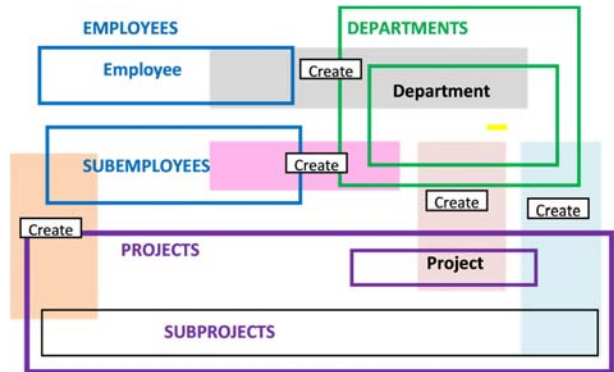 EMPLOYEES
DEPARTMENTS
Employee
Create
Department
SUBEMPLOYEES
Create
Create
Create
Create
PROJECTS
Project
SUBPROJECTS